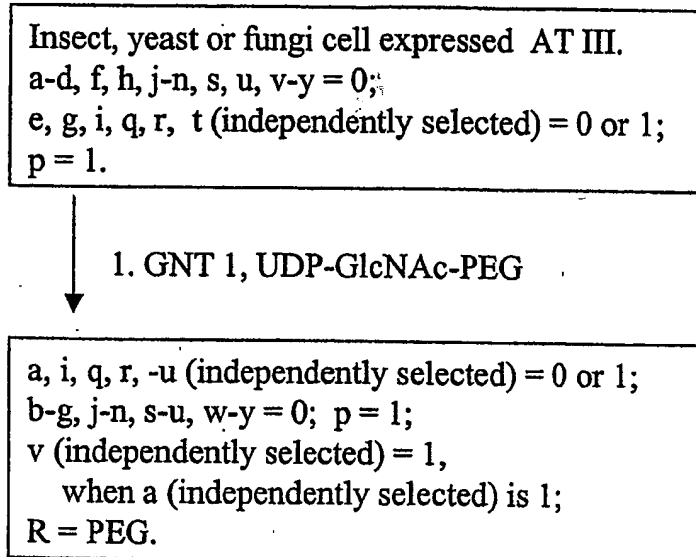 Insect, yeast or fungi cell expressed AT III.
a-d, f, h, j-n, s, u, v-y = 0;
e, g, i, q, r, t (independently selected) = 0 or 1;
p = 1.
1. GNT 1, UDP-GlcNAc-PEG
a, i, q, r, -u (independently selected) = 0 or 1;
b-g, j-n, s-u, w-y = 0; p = 1;
v (independently selected) = 1,
when a (independently selected) is 1;
R = PEG.